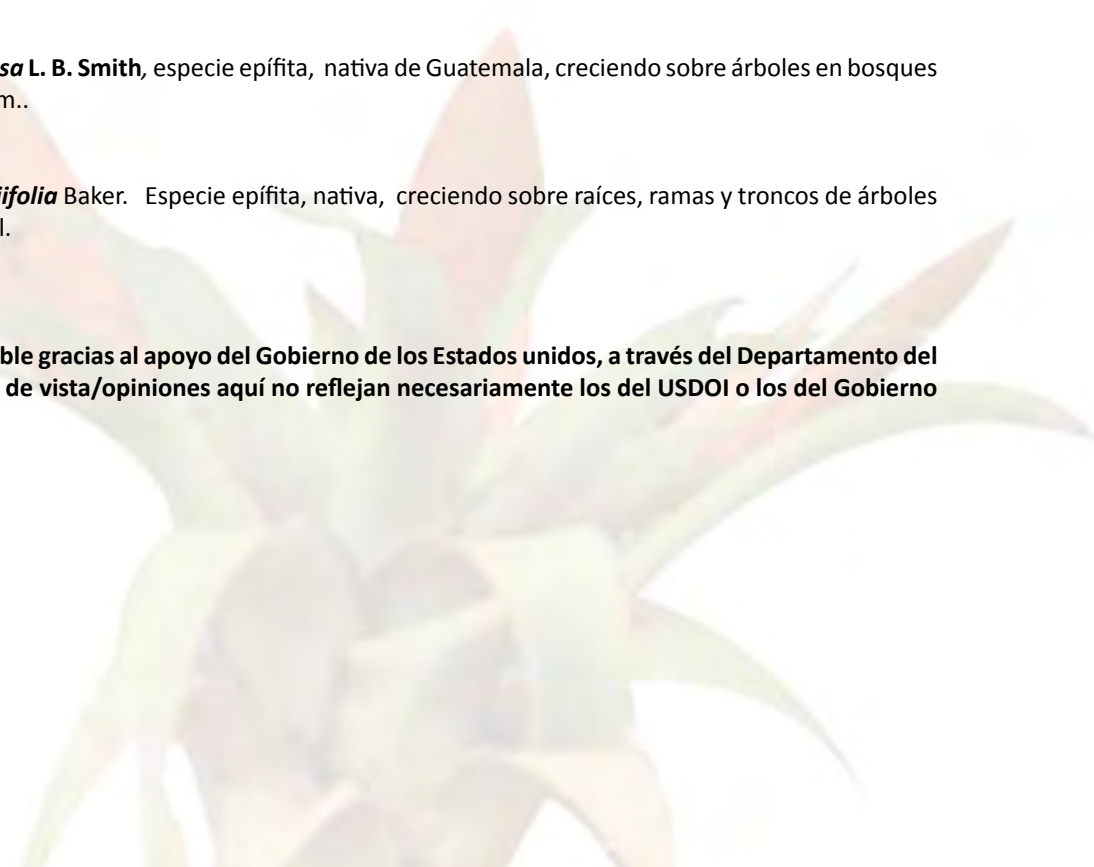 sa L. B. Smith, especie epífita, nativa de Guatemala, creciendo sobre árboles en bosques
m..
iifolia Baker. Especie epífita, nativa, creciendo sobre raíces, ramas y troncos de árboles
l.
ble gracias al apoyo del Gobierno de los Estados unidos, a través del Departamento del
de vista/opiniones aquí no reflejan necesariamente los del USDOI o los del Gobierno